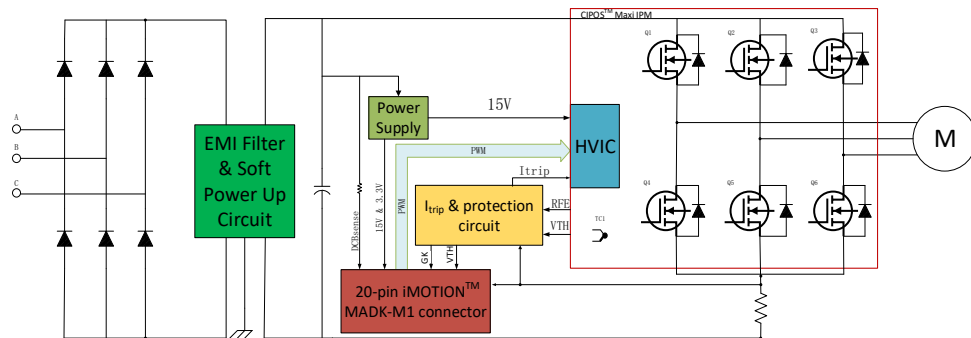 CIPOS™ Maxi IPM
Q1
Q2
Q3
A
B
C
EMI Filter
& Soft
Power Up
Circuit
Power
Supply
15V
HVIC
PWM
Itrip
M
DCBsense
15V & 3.3V
PWM
Itrip & protection
circuit
RFE
VTH
TC1
Q4
Q5
Q6
GK
VTH
20-pin iMOTION™
MADK-M1 connector